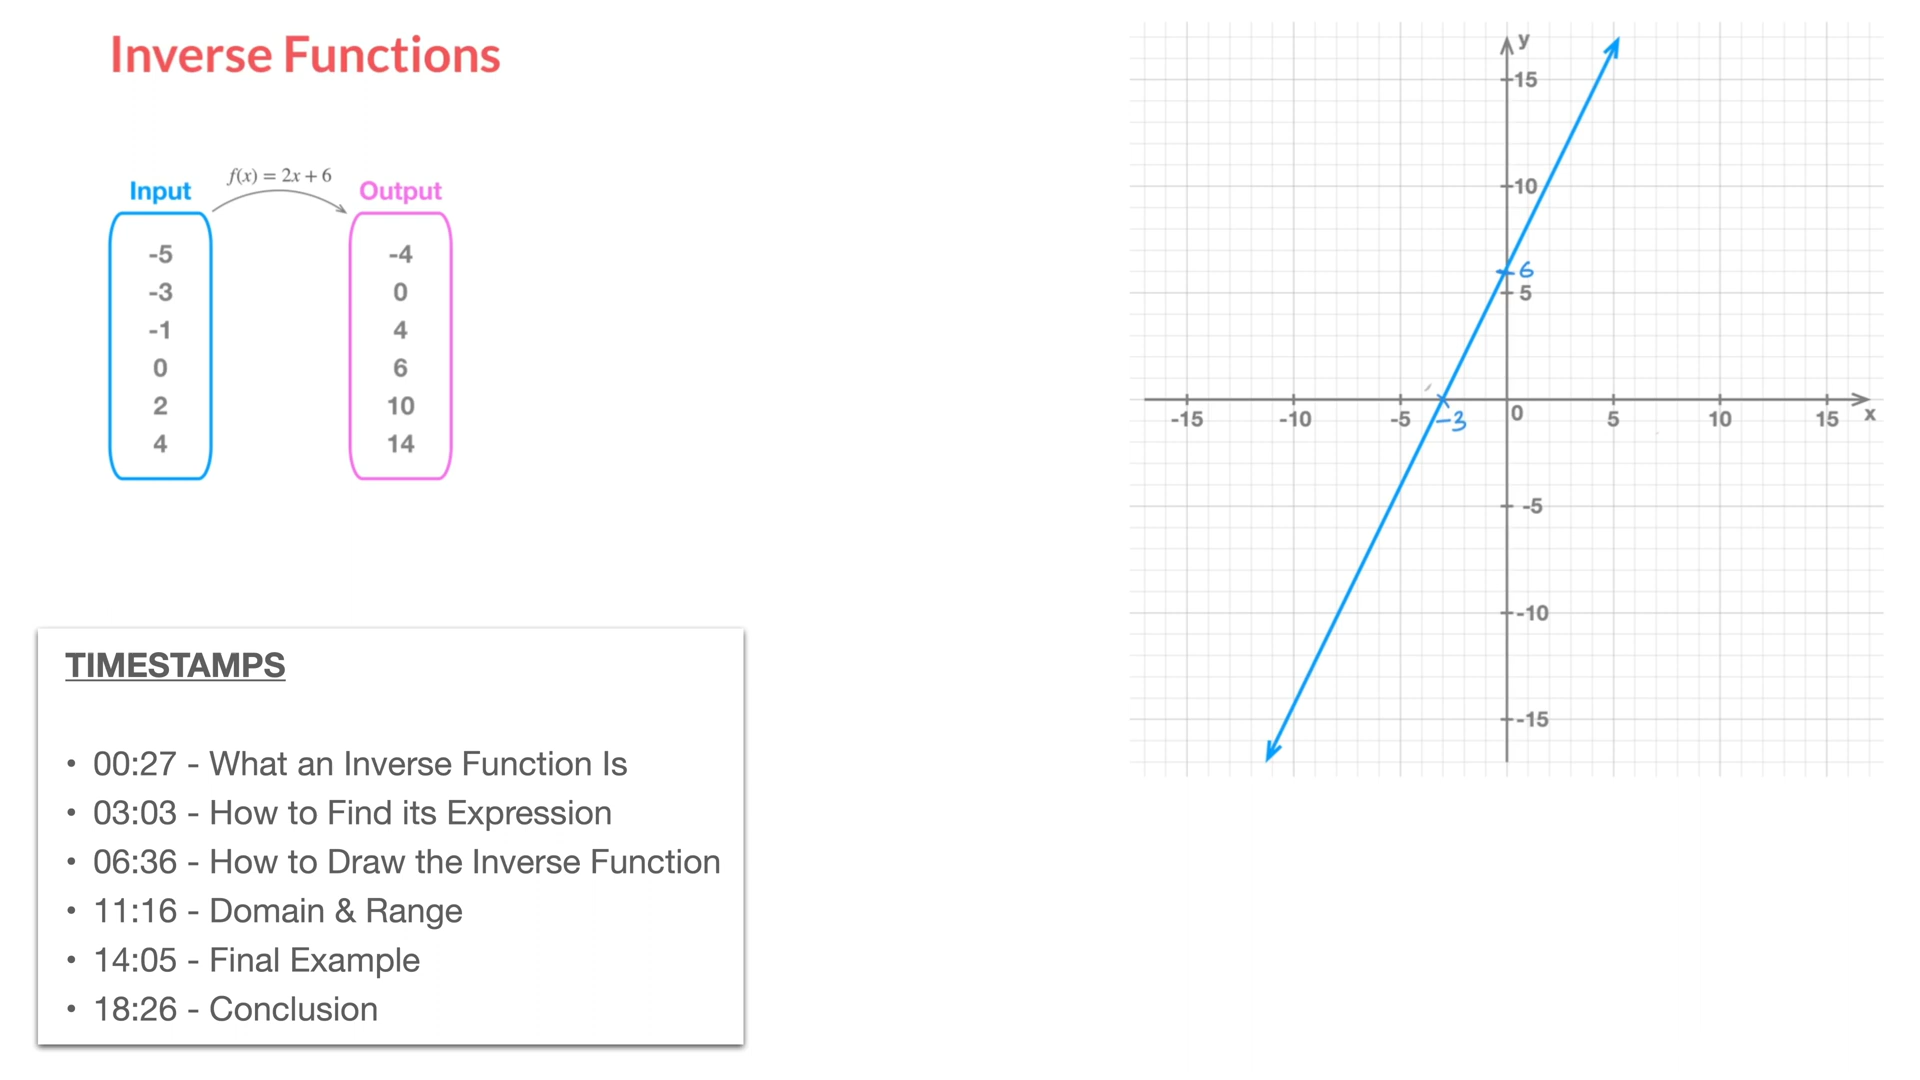 Inverse Functions
f(x) = 2x + 6
Input
Output
-5
-4
-3
0
-1
4
0
6
2
10
4
14
TIMESTAMPS
• 00:27 - What an Inverse Function Is
• 03:03 - How to Find its Expression
• 06:36 - How to Draw the Inverse Function
• 11:16 - Domain & Range
• 14:05 - Final Example
• 18:26 - Conclusion
y
15
10
6
5
-15 -10 -5 -3 0 5 10 15 x
-5
-10
-15